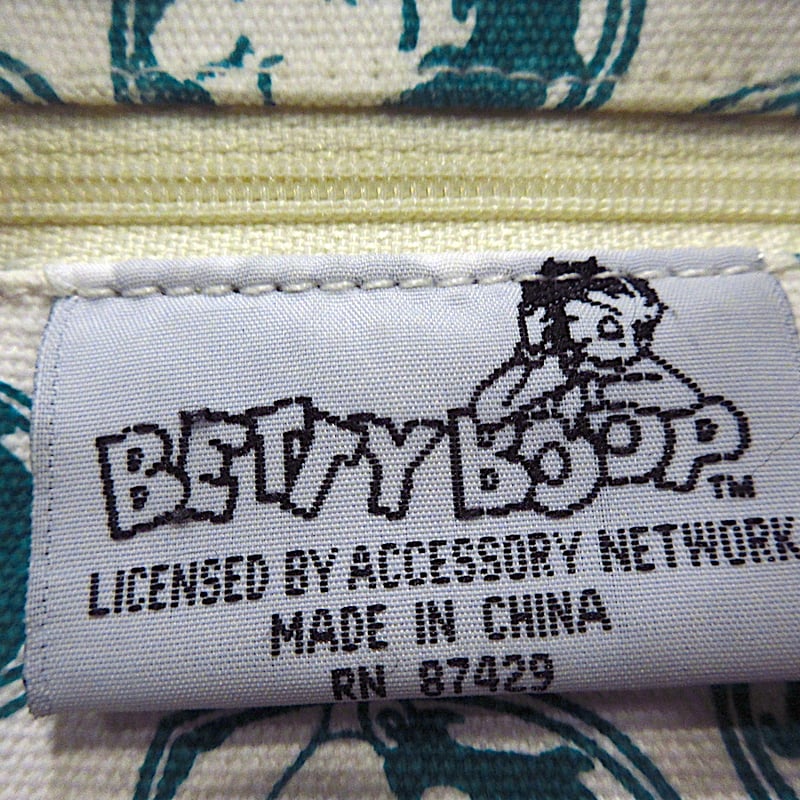 BETTY BOOP TM
LICENSED BY ACCESSORY NETWORK
MADE IN CHINA
RN 87429